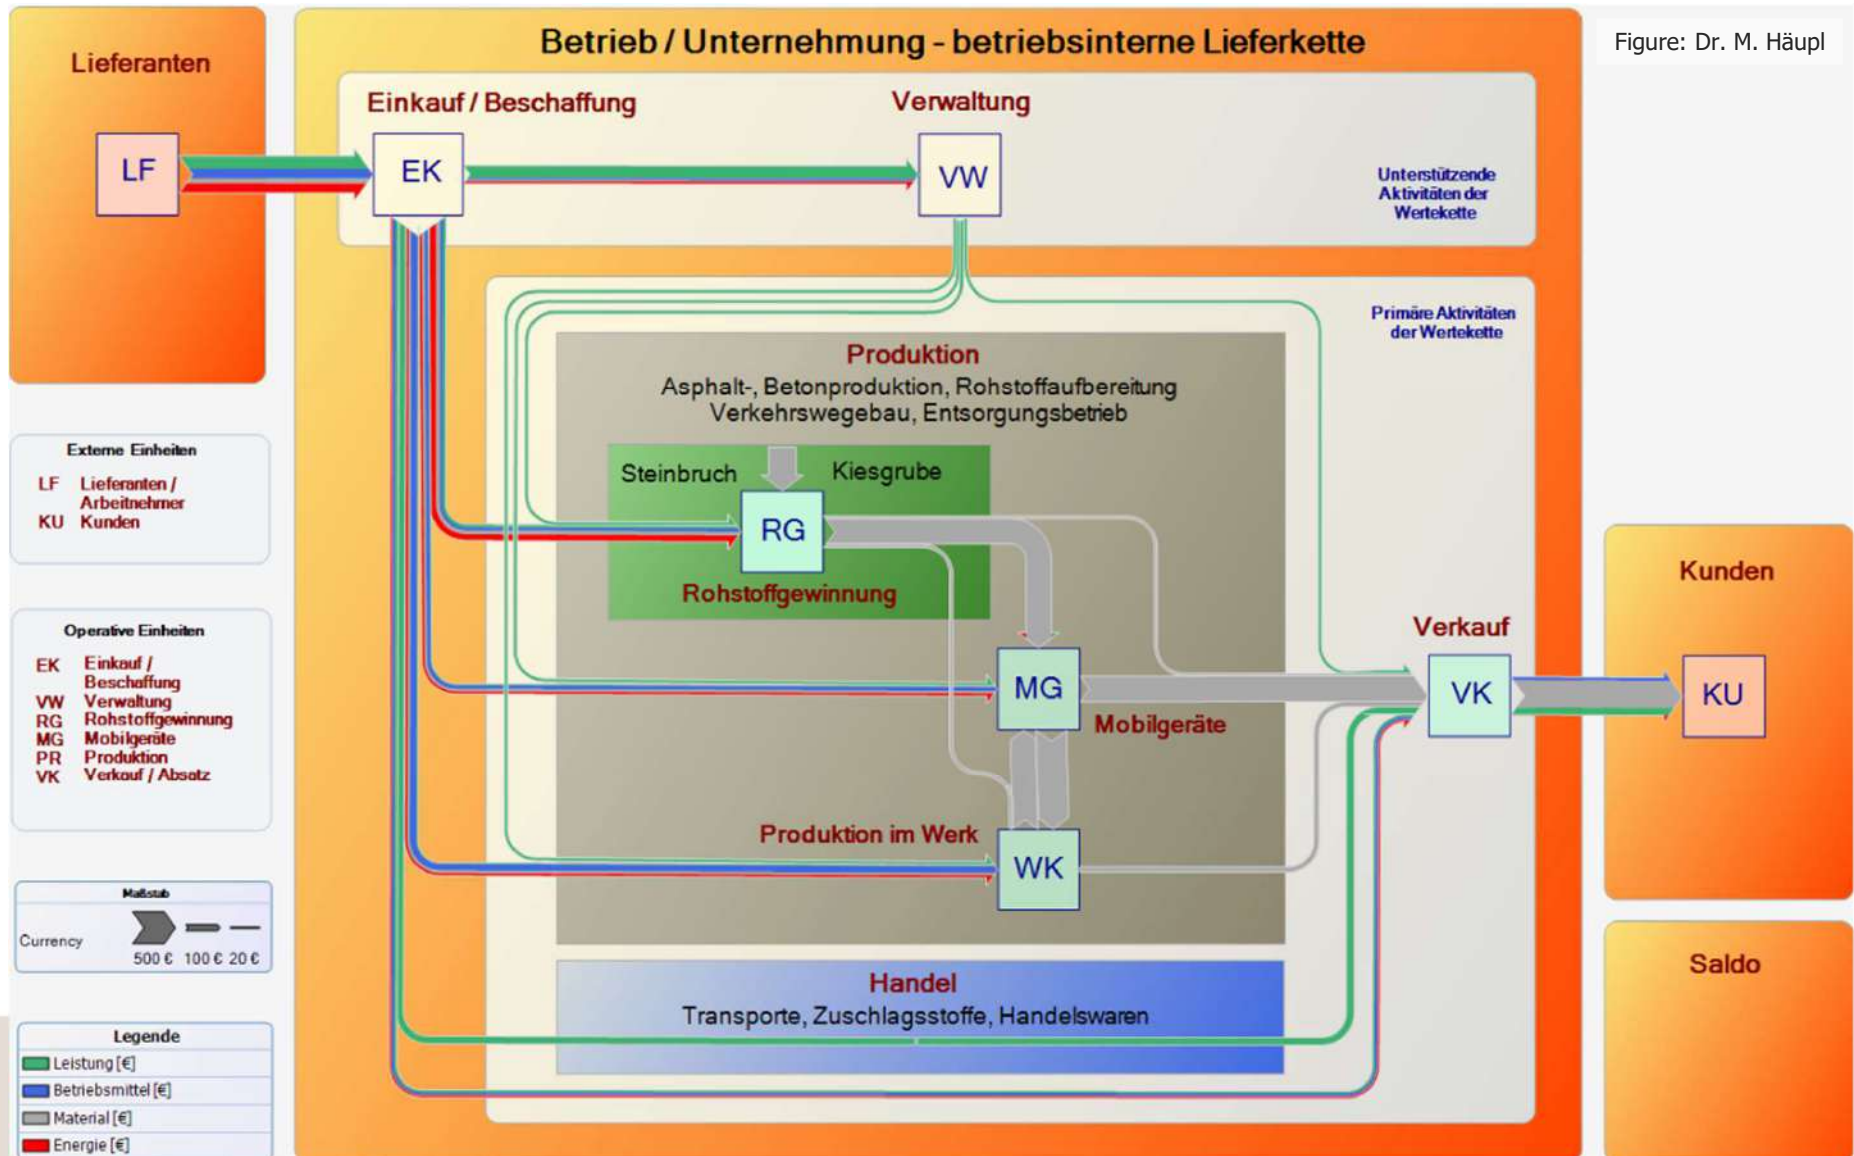 Lieferanten
LF
Betrieb / Unternehmung - betriebsinterne Lieferkette
Figure: Dr. M. Häupl
Einkauf / Beschaffung
Verwaltung
EK
VW
Unterstützende
Aktivitäten der
Wertekette
Primäre Aktivitäten
der Wertekette
Produktion
Asphalt-, Betonproduktion, Rohstoffaufbereitung
Verkehrswegebau, Entsorgungsbetrieb
Steinbruch
Kiesgrube
RG
Rohstoffgewinnung
MG
Mobilgeräte
Produktion im Werk
WK
Verkauf
VK
Kunden
KU
Handel
Transporte, Zuschlagsstoffe, Handelswaren
Saldo
Externe Einheiten
LF Lieferanten /
Arbeitnehmer
KU Kunden
Operative Einheiten
EK Einkauf /
Beschaffung
VW Verwaltung
RG Rohstoffgewinnung
MG Mobilgeräte
PR Produktion
VK Verkauf / Absatz
Maßstab
Currency
500 € 100 € 20 €
Legende
Leistung [€]
Betriebsmittel [€]
Material [€]
Energie [€]